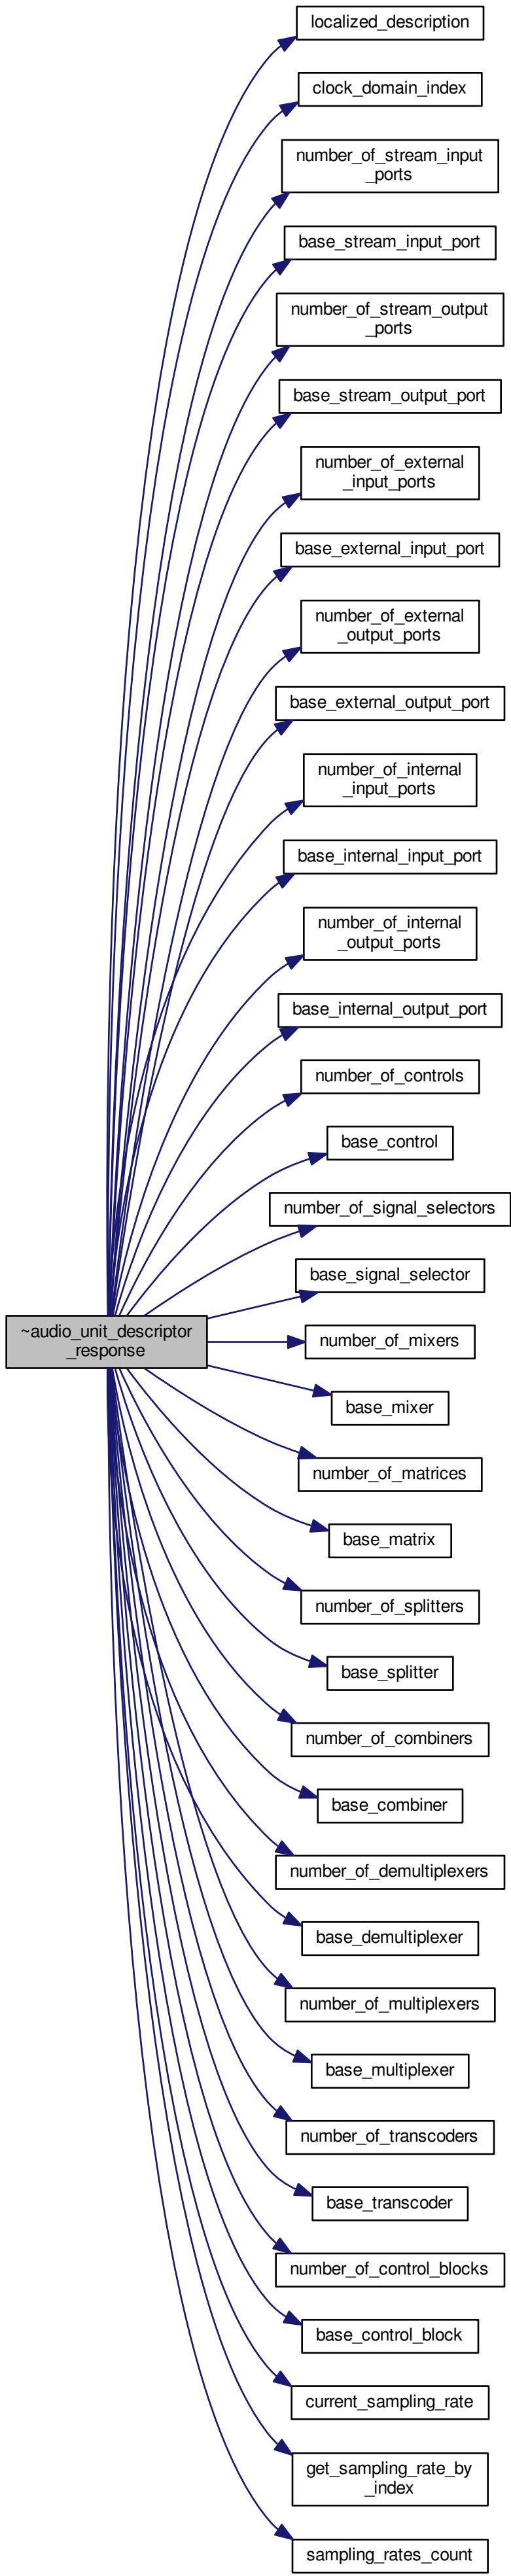 localized_description
clock_domain_index
number_of_stream_input
_ports
base_stream_input_port
number_of_stream_output
_ports
base_stream_output_port
number_of_external
_input_ports
base_external_input_port
number_of_external
_output_ports
base_external_output_port
number_of_internal
_input_ports
base_internal_input_port
number_of_internal
_output_ports
base_internal_output_port
number_of_controls
base_control
number_of_signal_selectors
base_signal_selector
~audio_unit_descriptor
_response
number_of_mixers
base_mixer
number_of_matrices
base_matrix
number_of_splitters
base_splitter
number_of_combiners
base_combiner
number_of_demultiplexers
base_demultiplexer
number_of_multiplexers
base_multiplexer
number_of_transcoders
base_transcoder
number_of_control_blocks
base_control_block
current_sampling_rate
get_sampling_rate_by
_index
sampling_rates_count